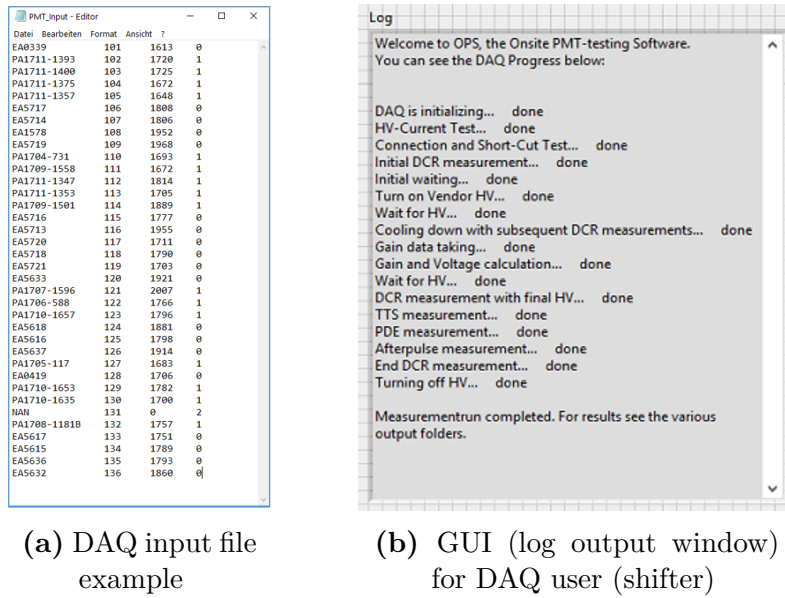 PMT_Input - Editor
Datei Bearbeiten Format Ansicht ?
EA0339 101 1613 0
PA1711-1393 102 1720 1
PA1711-1400 103 1725 1
PA1711-1375 104 1672 1
PA1711-1357 105 1648 1
EA5717 106 1808 0
EA5714 107 1806 0
EA1578 108 1952 0
EA5719 109 1968 0
PA1704-731 110 1693 1
PA1709-1558 111 1672 1
PA1711-1347 112 1814 1
PA1711-1353 113 1705 1
PA1709-1501 114 1889 1
EA5716 115 1777 0
EA5713 116 1955 0
EA5720 117 1711 0
EA5718 118 1790 0
EA5721 119 1703 0
EA5633 120 1921 0
PA1707-1596 121 2007 1
PA1706-588 122 1766 1
PA1710-1657 123 1796 1
EA5618 124 1881 0
EA5616 125 1798 0
EA5637 126 1914 0
PA1705-117 127 1683 1
EA0419 128 1706 0
PA1710-1653 129 1782 1
PA1710-1635 130 1700 1
NAN 131 0 2
PA1708-1181B 132 1757 1
EA5617 133 1751 0
EA5615 134 1789 0
EA5636 135 1793 0
EA5632 136 1860 0
(a) DAQ input file
example
Log
Welcome to OPS, the Onsite PMT-testing Software.
You can see the DAQ Progress below:
DAQ is initializing... done
HV-Current Test... done
Connection and Short-Cut Test... done
Initial DCR measurement... done
Initial waiting... done
Turn on Vendor HV... done
Wait for HV... done
Cooling down with subsequent DCR measurements... done
Gain data taking... done
Gain and Voltage calculation... done
Wait for HV... done
DCR measurement with final HV... done
TTS measurement... done
PDE measurement... done
Afterpulse measurement... done
End DCR measurement... done
Turning off HV... done
Measurementrun completed. For results see the various
output folders.
(b) GUI (log output window)
for DAQ user (shifter)